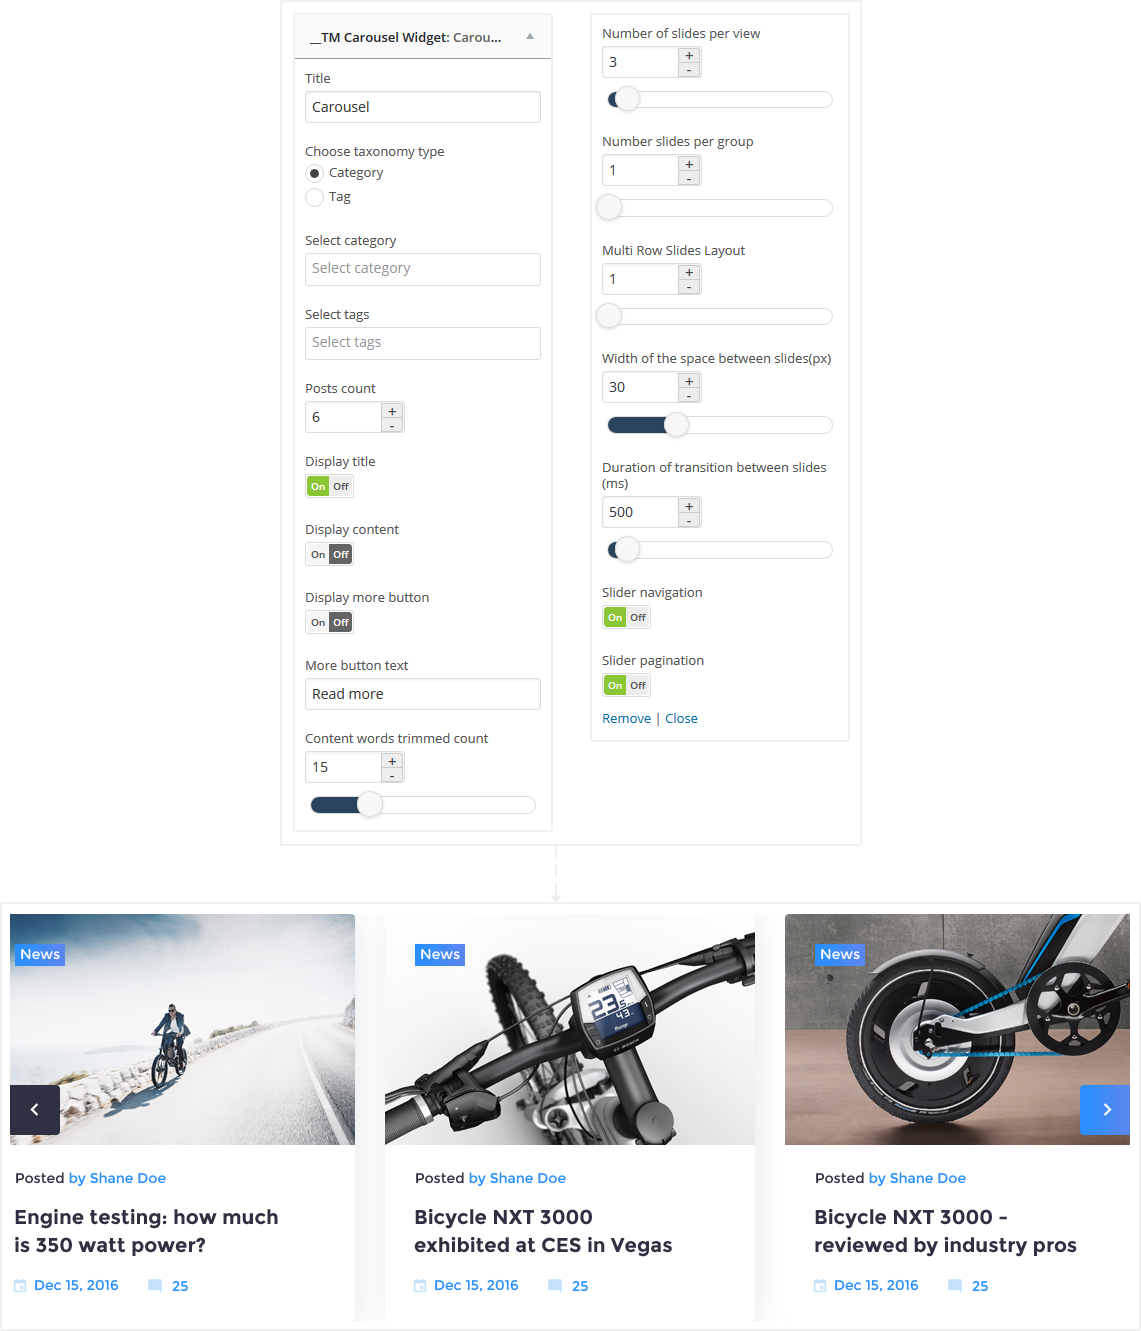 __TM Carousel Widget: Carou...
Title
Carousel
Choose taxonomy type
Category
Tag
Select category
Select category
Select tags
Select tags
Posts count
6
+
-
Display title
On Off
Display content
On Off
Display more button
On Off
More button text
Read more
Content words trimmed count
15
+
-
Number of slides per view
3
+
-
Number slides per group
1
+
-
Multi Row Slides Layout
1
+
-
Width of the space between slides(px)
30
+
-
Duration of transition between slides
(ms)
500
+
-
Slider navigation
On Off
Slider pagination
On Off
Remove | Close
News
Posted by Shane Doe
Engine testing: how much
is 350 watt power?
Dec 15, 2016 25
News
BOSCH
Posted by Shane Doe
Bicycle NXT 3000
exhibited at CES in Vegas
Dec 15, 2016 25
News
Posted by Shane Doe
Bicycle NXT 3000 -
reviewed by industry pros
Dec 15, 2016 25